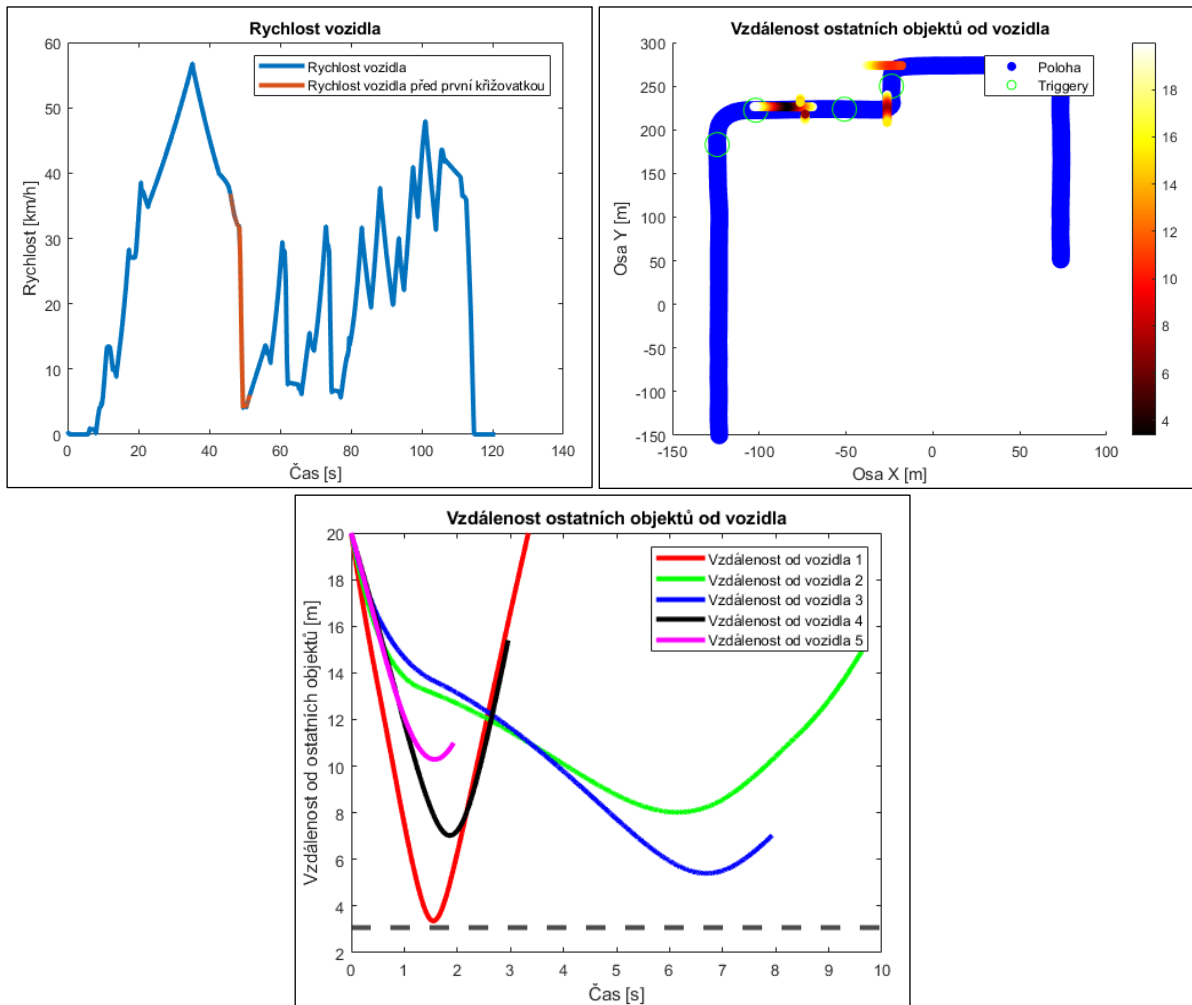 Rychlost vozidla
60
50
40
30
20
10
0
Rychlost [km/h]
Rychlost vozidla
Rychlost vozidla před první křižovatkou
0 20 40 60 80 100 120 140
Čas [s]
Vzdálenost ostatních objektů od vozidla
300
250
200
150
100
50
0
-50
-100
-150
Osa Y [m]
Poloha
Triggery
-150 -100 -50 0 50 100
Osa X [m]
18
16
14
12
10
8
6
4
Vzdálenost ostatních objektů od vozidla
20
18
16
14
12
10
8
6
4
2
Vzdálenost od ostatních objektů [m]
Vzdálenost od vozidla 1
Vzdálenost od vozidla 2
Vzdálenost od vozidla 3
Vzdálenost od vozidla 4
Vzdálenost od vozidla 5
0 1 2 3 4 5 6 7 8 9 10
Čas [s]